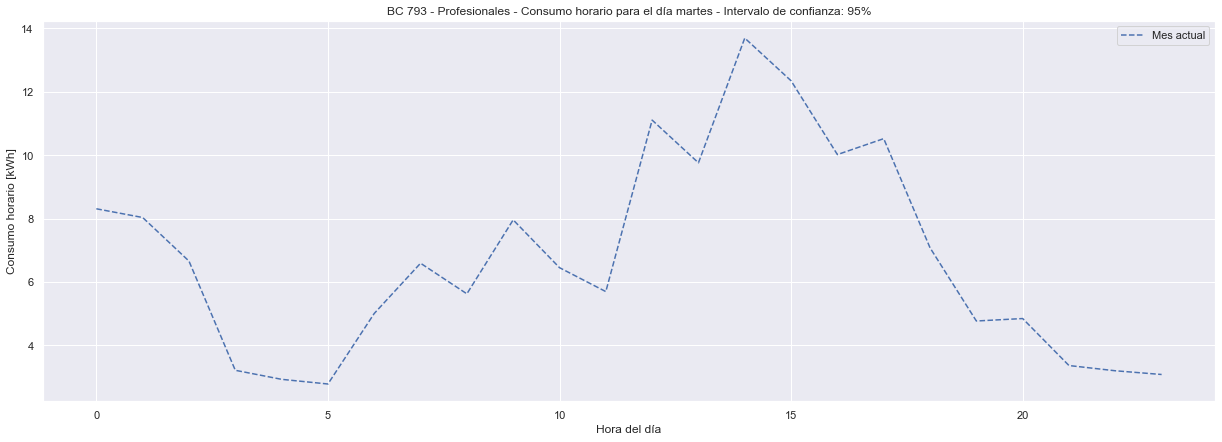 BC 793 - Profesionales - Consumo horario para el día martes - Intervalo de confianza: 95%
Mes actual
Consumo horario [kWh]
14
12
10
8
6
4
0 5 10 15 20
Hora del día